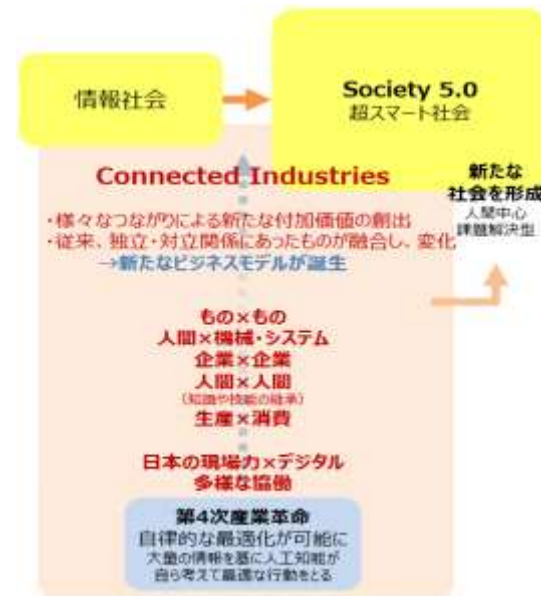 情報社会
Society 5.0
超スマート社会
Connected Industries
新たな
社会を形成
人間中心
課題解決型
・様々なつながりによる新たな付加価値の創出
・従来、独立・対立関係にあったものが融合し、変化
→新たなビジネスモデルが誕生
もの×もの
人間×機械・システム
企業×企業
人間×人間
(知識や技能の継承)
生産×消費
日本の現場力×デジタル
多様な協働
第4次産業革命
自律的な最適化が可能に
大量の情報を基に人工知能が
自ら考えて最適な行動をとる